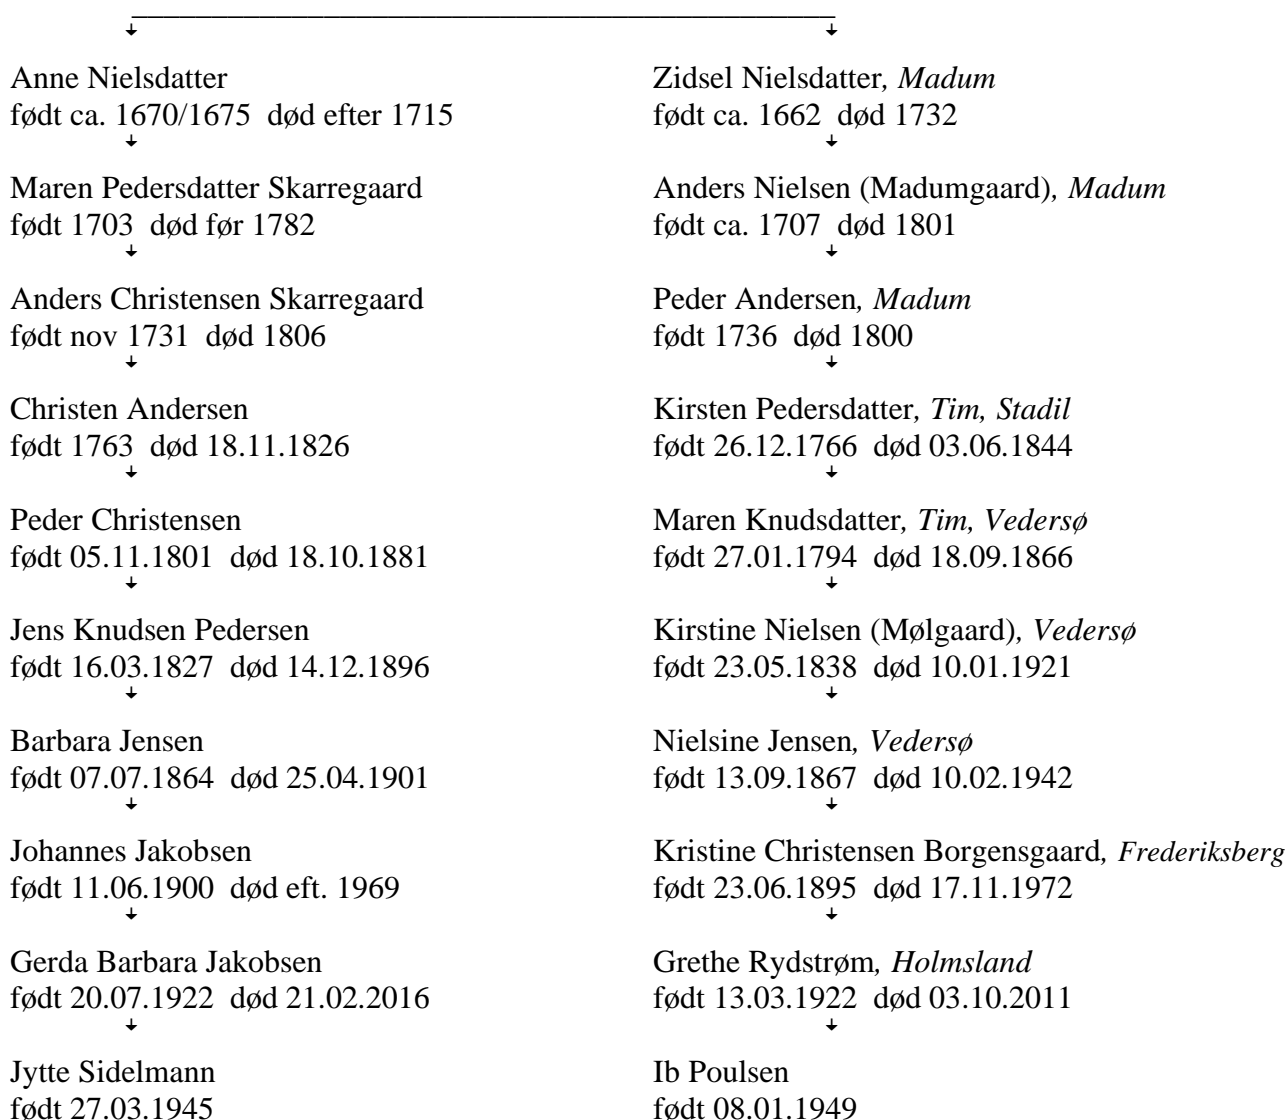 Anne Nielsdatter
født ca. 1670/1675 død efter 1715
Maren Pedersdatter Skarregaard
født 1703 død før 1782
Anders Christensen Skarregaard
født nov 1731 død 1806
Christen Andersen
født 1763 død 18.11.1826
Peder Christensen
født 05.11.1801 død 18.10.1881
Jens Knudsen Pedersen
født 16.03.1827 død 14.12.1896
Barbara Jensen
født 07.07.1864 død 25.04.1901
Johannes Jakobsen
født 11.06.1900 død eft. 1969
Gerda Barbara Jakobsen
født 20.07.1922 død 21.02.2016
Jytte Sidelmann
født 27.03.1945
Zidsel Nielsdatter, Madum
født ca. 1662 død 1732
Anders Nielsen (Madumgaard), Madum
født ca. 1707 død 1801
Peder Andersen, Madum
født 1736 død 1800
Kirsten Pedersdatter, Tim, Stadil
født 26.12.1766 død 03.06.1844
Maren Knudsdatter, Tim, Vedersø
født 27.01.1794 død 18.09.1866
Kirstine Nielsen (Mølgaard), Vedersø
født 23.05.1838 død 10.01.1921
Nielsine Jensen, Vedersø
født 13.09.1867 død 10.02.1942
Kristine Christensen Borgensgaard, Frederiksberg
født 23.06.1895 død 17.11.1972
Grethe Rydstrøm, Holmsland
født 13.03.1922 død 03.10.2011
Ib Poulsen
født 08.01.1949